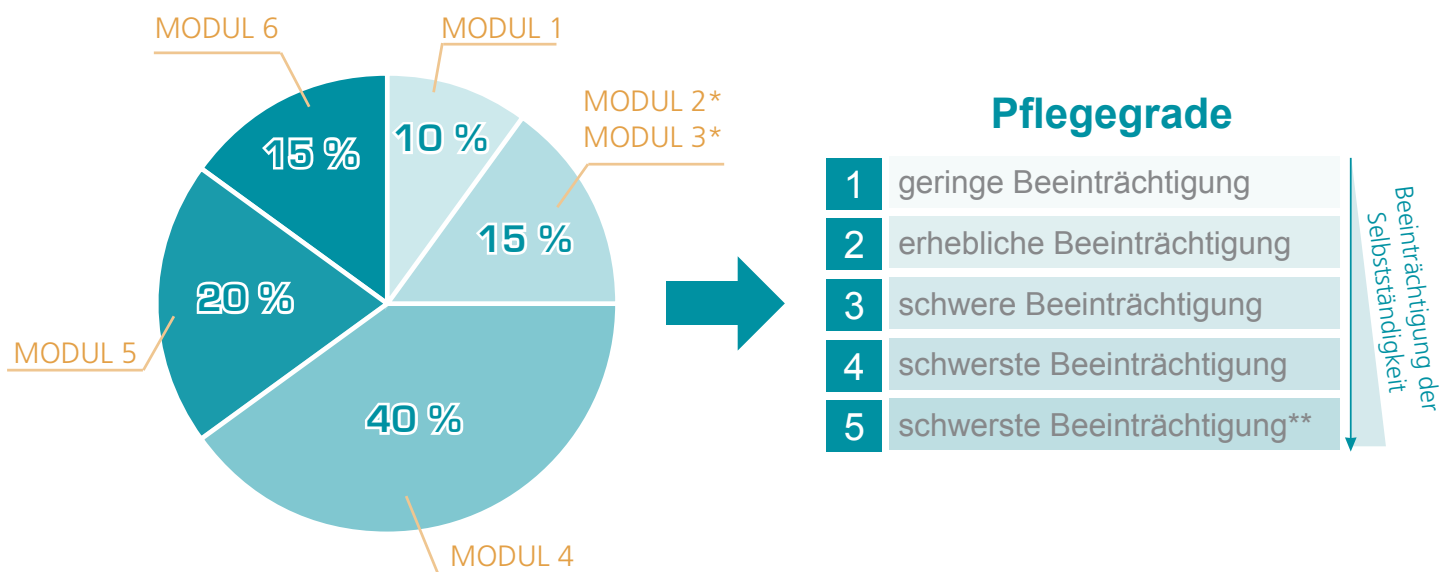 MODUL 6
MODUL 1
MODUL 2*
MODUL 3*
15 %
10 %
15 %
20 %
MODUL 5
40 %
MODUL 4
Pflegegrade
1 geringe Beeinträchtigung
2 erhebliche Beeinträchtigung
3 schwere Beeinträchtigung
4 schwerste Beeinträchtigung
5 schwerste Beeinträchtigung**
Beeinträchtigung der
Selbstständigkeit